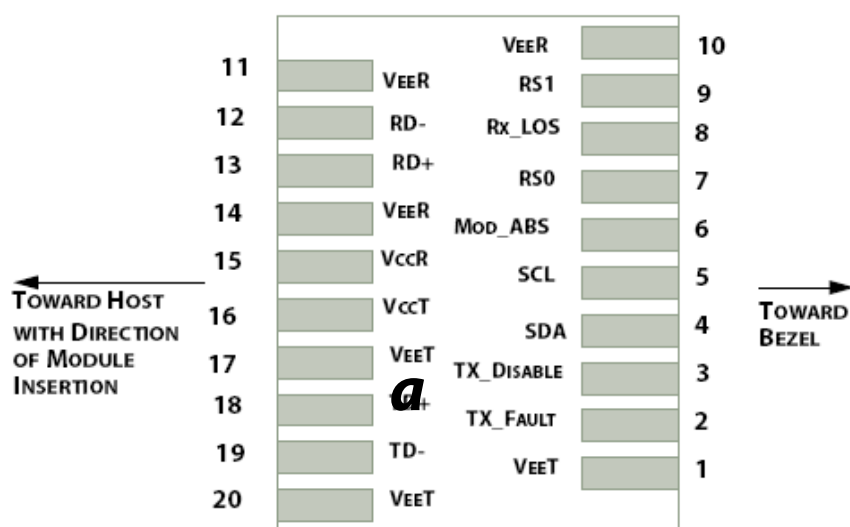 VEER 10
11 VEER
RS1 9
12 RD-
Rx_LOS 8
13 RD+
RS0 7
14 VEER
MOD_ABS 6
15 VCCR
SCL 5
TOWARD HOST
WITH DIRECTION
OF MODULE
INSERTION
TOWARD
BEZEL
16 VCCT
SDA 4
17 VEET
TX_DISABLE 3
a
18
TX_FAULT 2
19 TD-
VEET 1
20 VEET